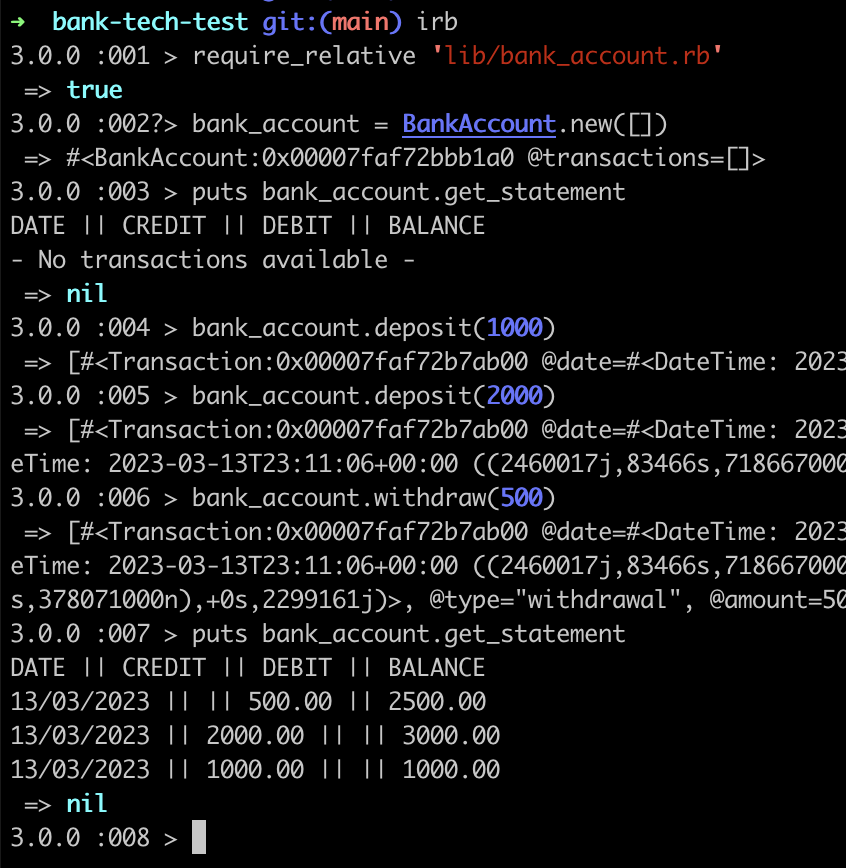 ➜  bank-tech-test git:(main) irb
3.0.0 :001 > require_relative 'lib/bank_account.rb'
 => true
3.0.0 :002?> bank_account = BankAccount.new([])
 => #<BankAccount:0x00007faf72bbb1a0 @transactions=[]>
3.0.0 :003 > puts bank_account.get_statement
DATE || CREDIT || DEBIT || BALANCE
- No transactions available -
 => nil
3.0.0 :004 > bank_account.deposit(1000)
 => [#<Transaction:0x00007faf72b7ab00 @date=#<DateTime: 2023
3.0.0 :005 > bank_account.deposit(2000)
 => [#<Transaction:0x00007faf72b7ab00 @date=#<DateTime: 2023
eTime: 2023-03-13T23:11:06+00:00 ((2460017j,83466s,718667000
3.0.0 :006 > bank_account.withdraw(500)
 => [#<Transaction:0x00007faf72b7ab00 @date=#<DateTime: 2023
eTime: 2023-03-13T23:11:06+00:00 ((2460017j,83466s,718667000
s,378071000n),+0s,2299161j)>, @type="withdrawal", @amount=50
3.0.0 :007 > puts bank_account.get_statement
DATE || CREDIT || DEBIT || BALANCE
13/03/2023 || || 500.00 || 2500.00
13/03/2023 || 2000.00 || || 3000.00
13/03/2023 || 1000.00 || || 1000.00
 => nil
3.0.0 :008 >